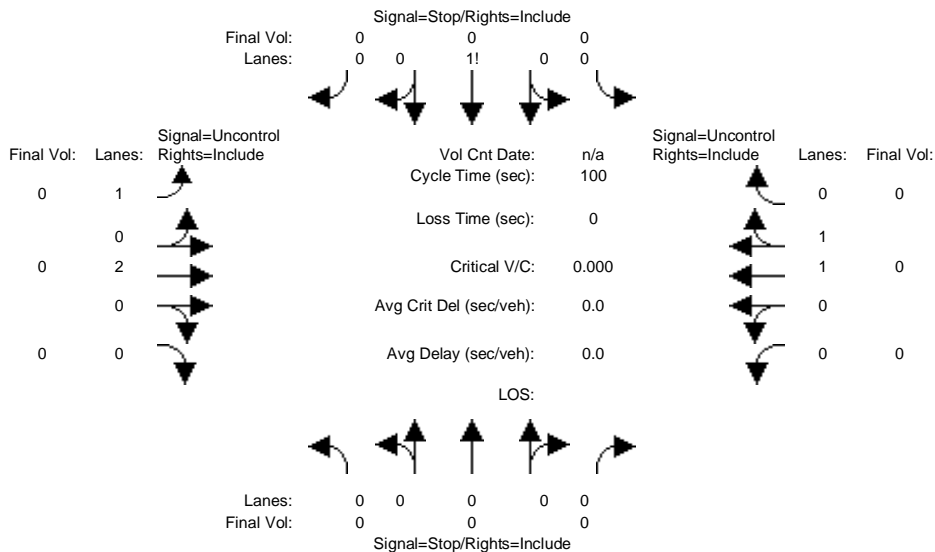 Signal=Stop/Rights=Include
Final Vol: 0 0 0
Lanes: 0 0 1! 0 0
Signal=Uncontrol
Final Vol: Lanes: Rights=Include
Vol Cnt Date: n/a
Signal=Uncontrol
Rights=Include Lanes: Final Vol:
Cycle Time (sec): 100
0 1
0 0
Loss Time (sec): 0
0
1
0 2
Critical V/C: 0.000
1 0
0
Avg Crit Del (sec/veh): 0.0
0
0 0
Avg Delay (sec/veh): 0.0
0 0
LOS:
Lanes: 0 0 0 0 0
Final Vol: 0 0 0
Signal=Stop/Rights=Include